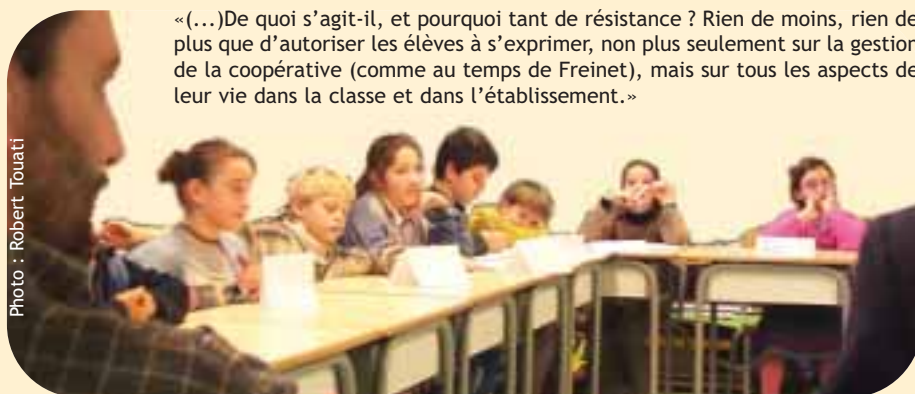 «(...)De quoi s’agit-il, et pourquoi tant de résistance ? Rien de moins, rien de
plus que d’autoriser les élèves à s’exprimer, non plus seulement sur la gestion
de la coopérative (comme au temps de Freinet), mais sur tous les aspects de
leur vie dans la classe et dans l’établissement.»
Photo : Robert Touati